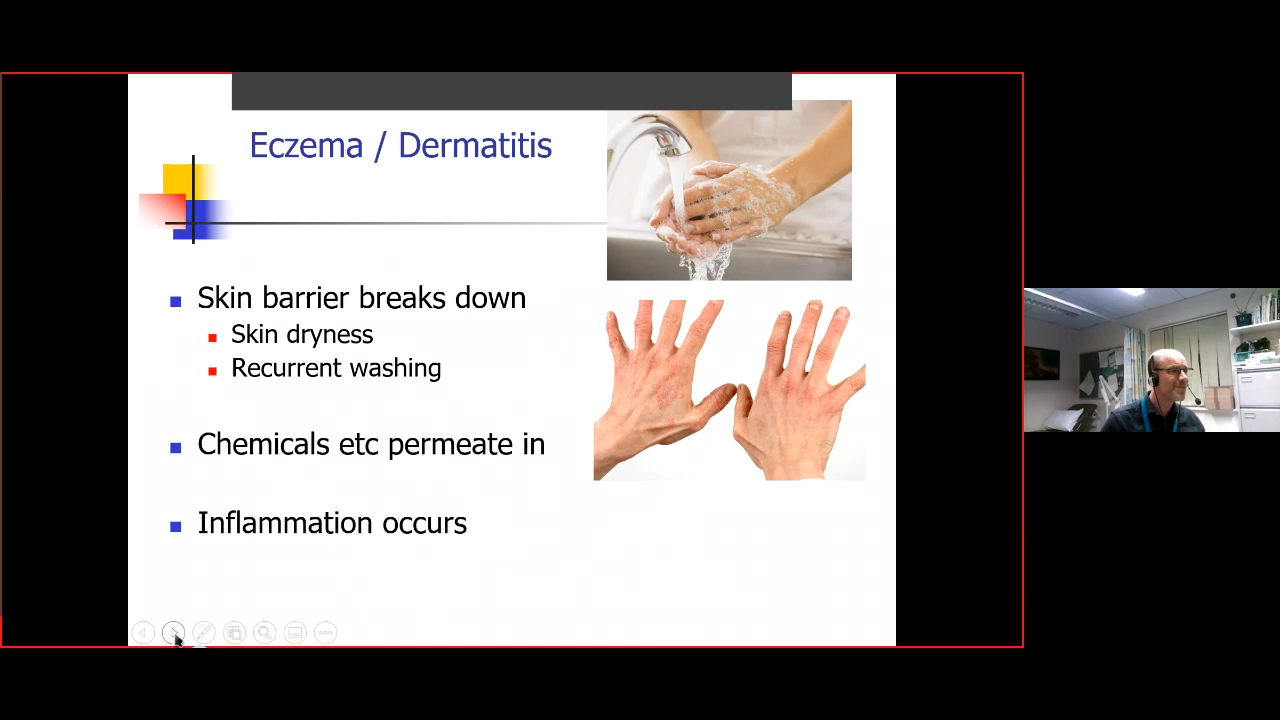 Eczema / Dermatitis
Skin barrier breaks down
Skin dryness
Recurrent washing
Chemicals etc permeate in
Inflammation occurs